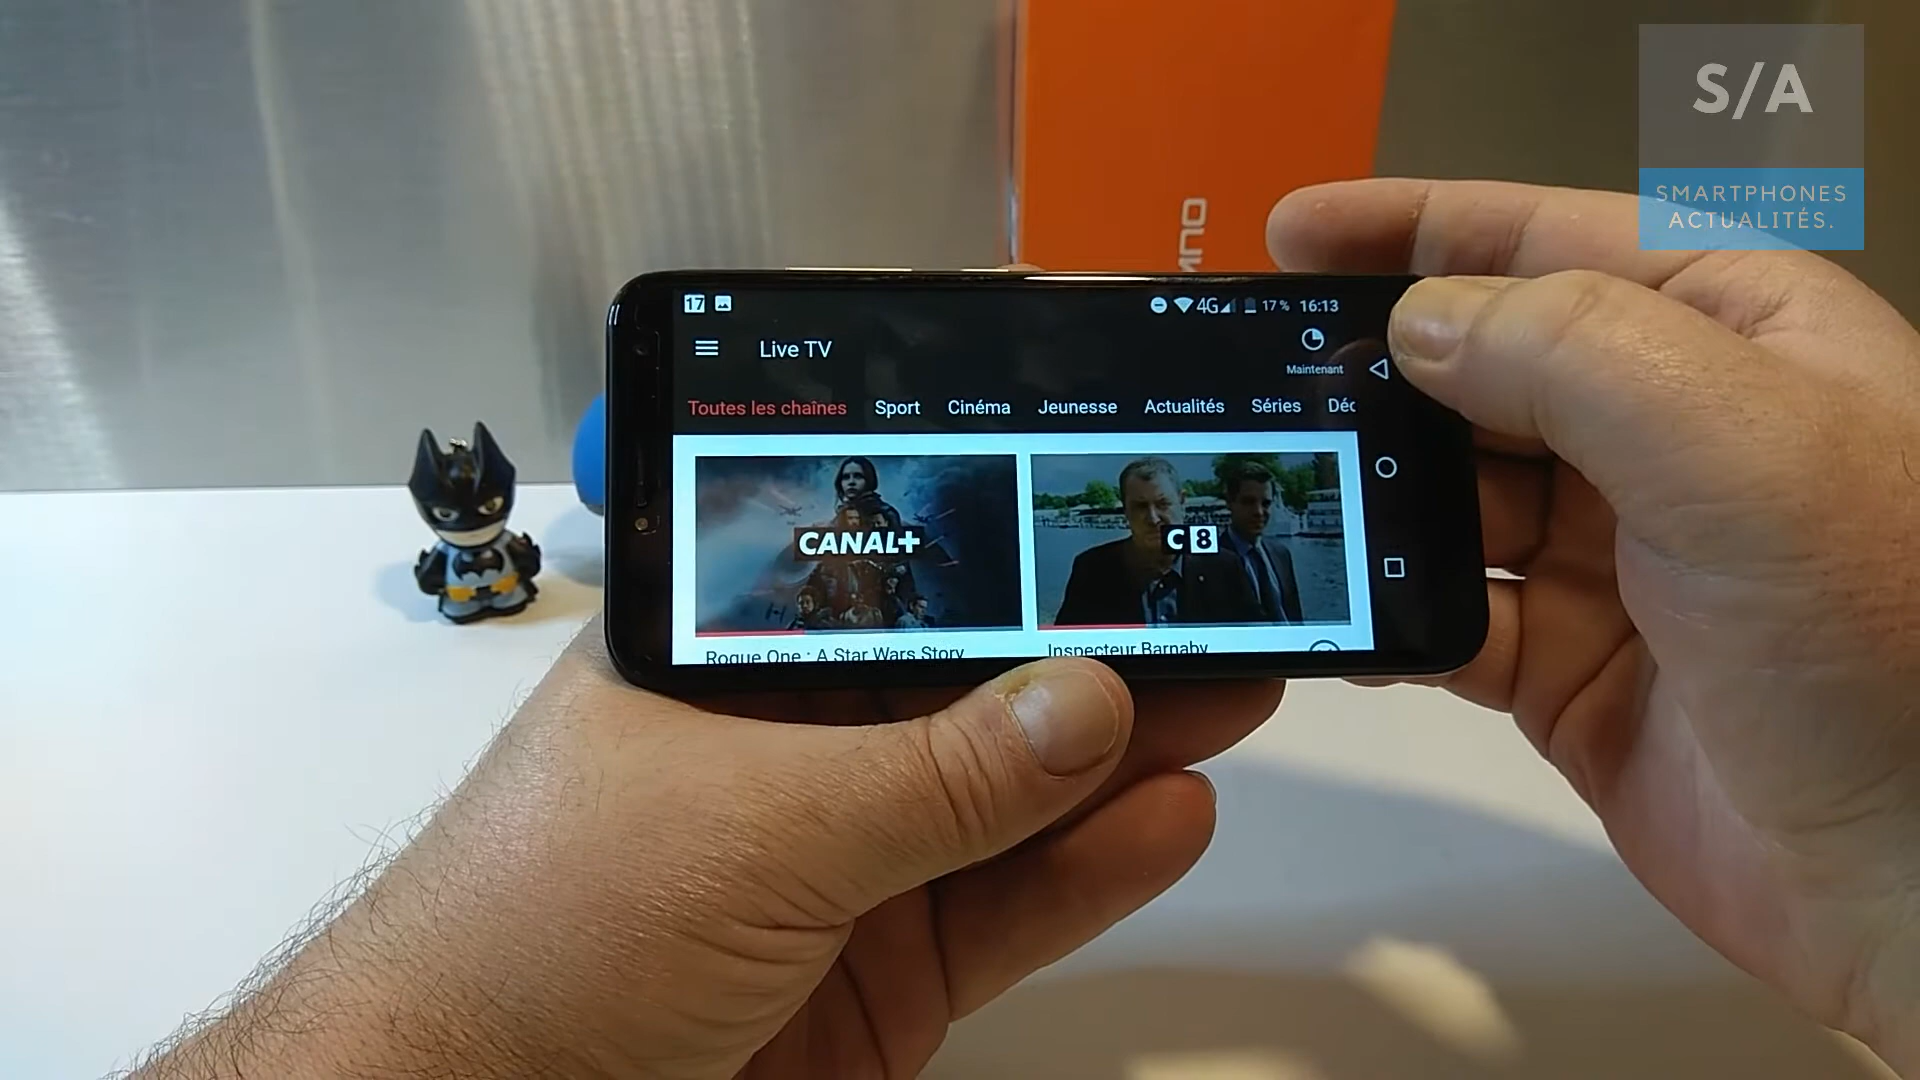 S/A
SMARTPHONES
ACTUALITÉS.
17
4G 17 % 16:13
Live TV
Maintenant
Toutes les chaînes Sport Cinéma Jeunesse Actualités Séries Déc
CANAL+
C8
Rogue One : A Star Wars Story
Inspecteur Barnaby